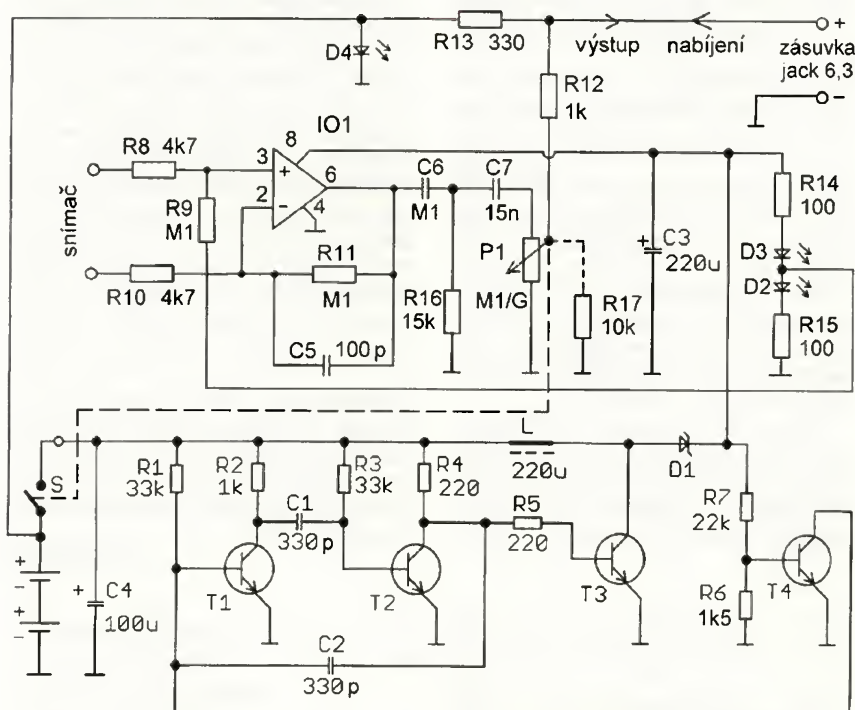 D4
R13 330
výstup
nabíjení
+
zásuvka
jack 6,3
−
R12
1k
IO1
R8 4k7
3
8
+
6
2
−
4
snímač
R9
M1
C6
M1
C7
15n
R14
100
R10 4k7
R11
M1
P1
M1/G
+
C3
220u
D3
D2
R16
15k
R17
10k
R15
100
C5
100p
L
220u
D1
S
R1
33k
R2
1k
C1
330p
R3
33k
R4
220
R5
220
R7
22k
T1
T2
T3
R6
1k5
T4
+
−
+
−
+
C4
100u
C2
330p